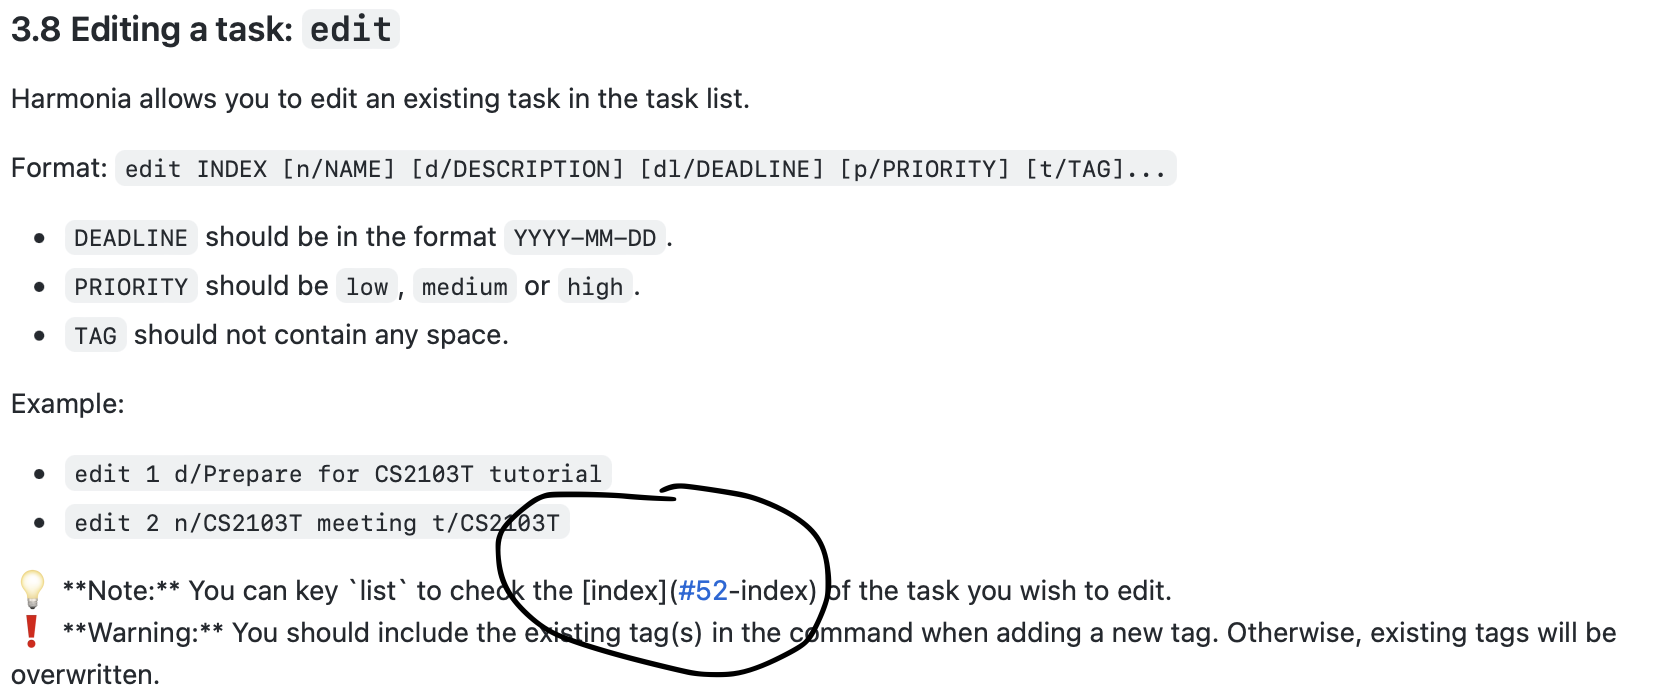 3.8 Editing a task: edit
Harmonia allows you to edit an existing task in the task list.
Format: edit INDEX [n/NAME] [d/DESCRIPTION] [dl/DEADLINE] [p/PRIORITY] [t/TAG]...
• DEADLINE should be in the format YYYY-MM-DD.
• PRIORITY should be low, medium or high.
• TAG should not contain any space.
Example:
• edit 1 d/Prepare for CS2103T tutorial
• edit 2 n/CS2103T meeting t/CS2103T
💡 **Note:** You can key `list` to check the [index](#52-index) of the task you wish to edit.
❗ **Warning:** You should include the existing tag(s) in the command when adding a new tag. Otherwise, existing tags will be
overwritten.